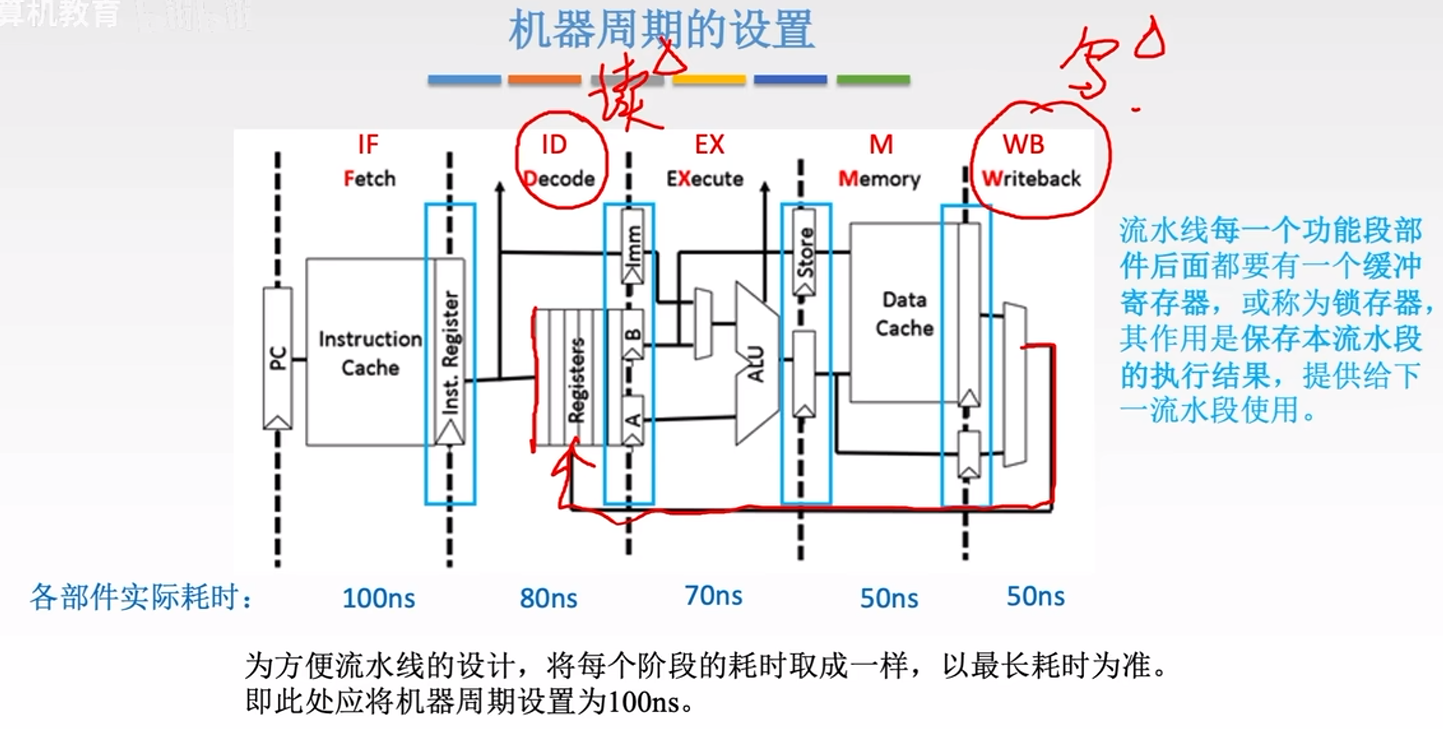 算机教育
机器周期的设置
读
写
IF
ID
EX
M
WB
Fetch
Decode
EXecute
Memory
Writeback
PC
Instruction
Cache
Inst. Register
Registers
Imm
B
A
ALU
Store
Data
Cache
流水线每一个功能段部
件后面都要有一个缓冲
寄存器，或称为锁存器，
其作用是保存本流水段
的执行结果，提供给下
一流水段使用。
各部件实际耗时：
100ns
80ns
70ns
50ns
50ns
为方便流水线的设计，将每个阶段的耗时取成一样，以最长耗时为准。
即此处应将机器周期设置为100ns。